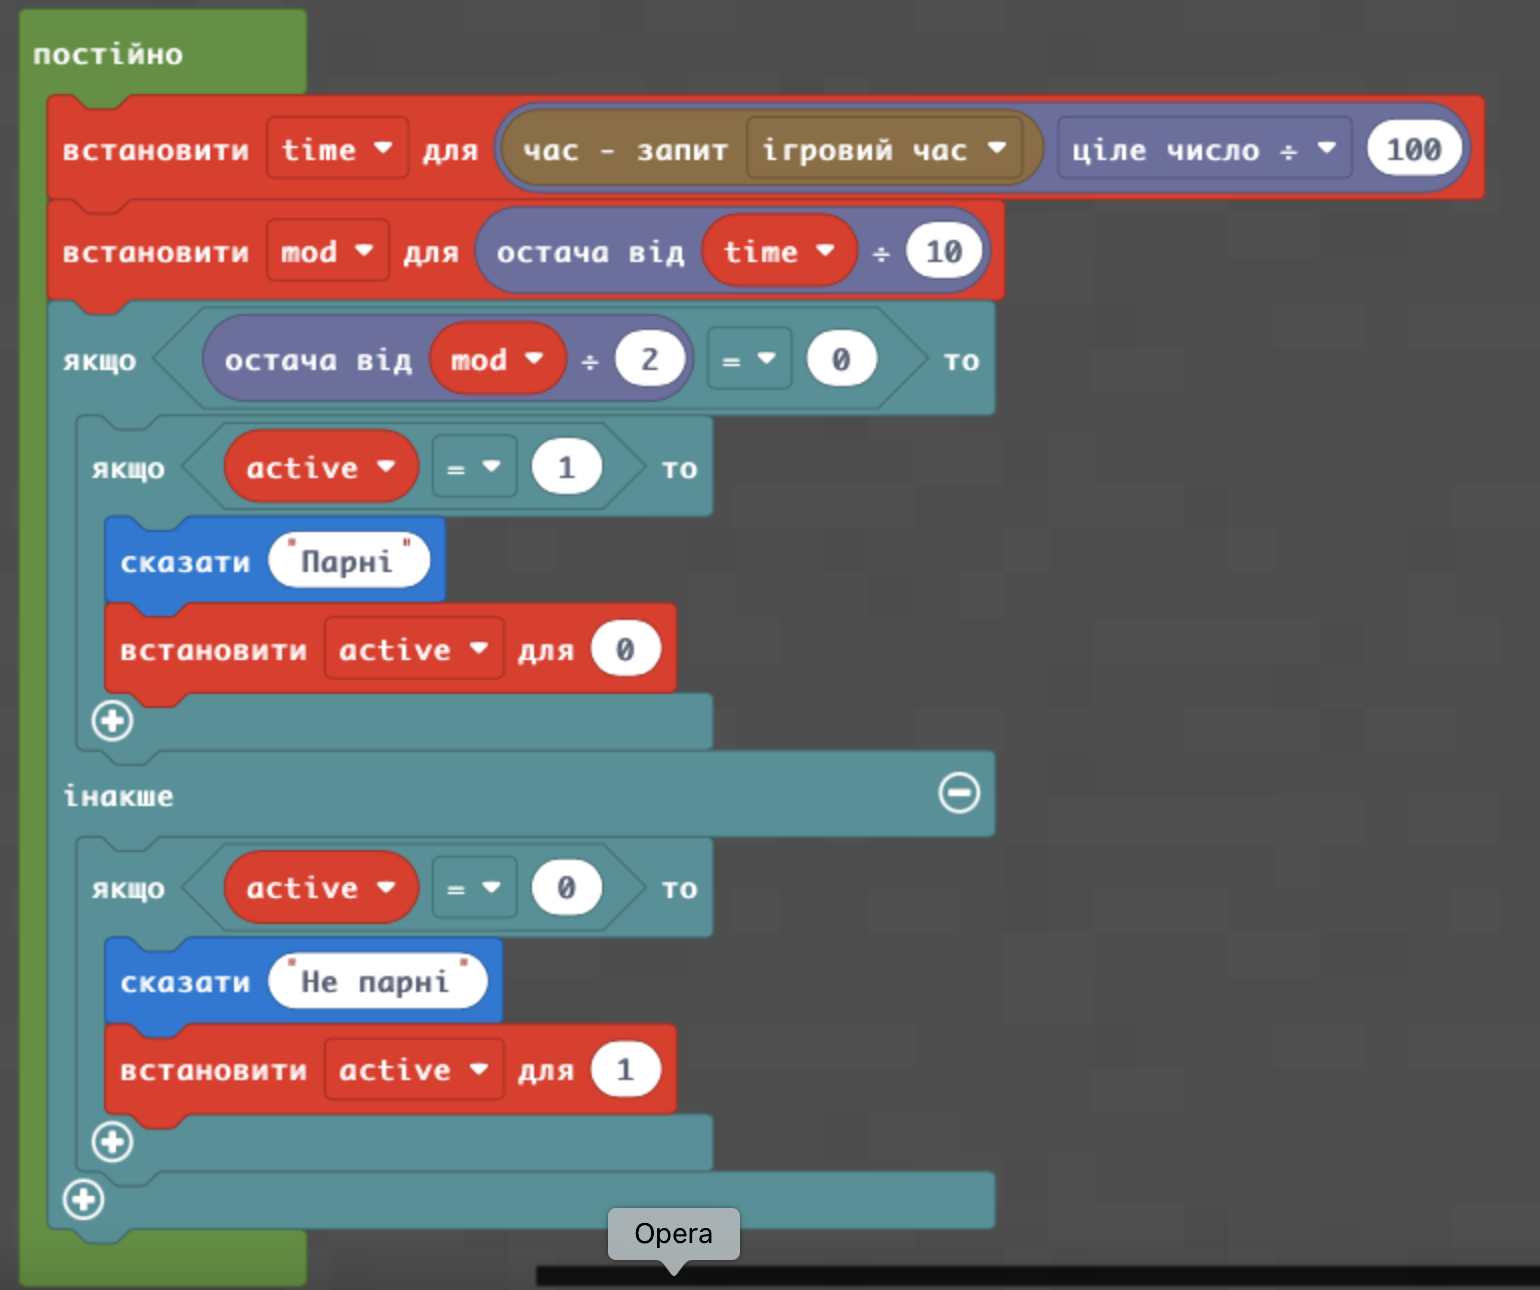 постійно
встановити time для час - запит ігровий час ціле число ÷ 100
встановити mod для остача від time ÷ 10
якщо остача від mod ÷ 2 = 0 то
якщо active = 1 то
сказати "Парні"
встановити active для 0
інакше
якщо active = 0 то
сказати "Не парні"
встановити active для 1
Opera